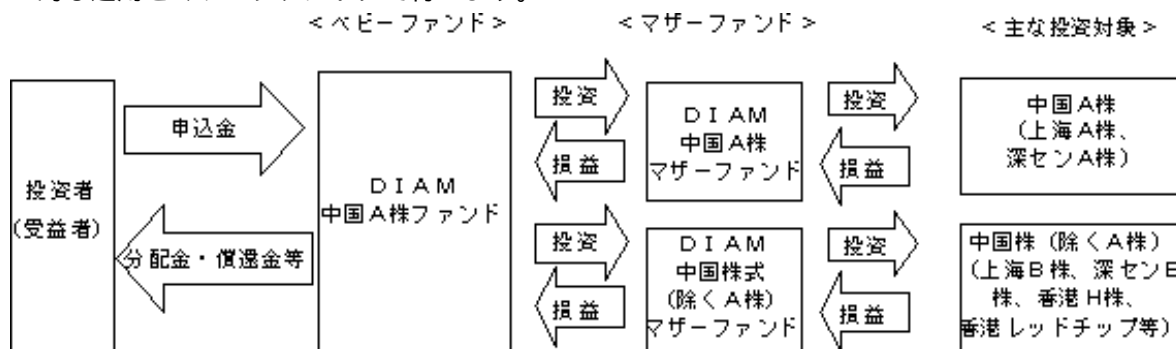 ＜ベビーファンド＞
＜マザーファンド＞
＜主な投資対象＞
投資者
(受益者)
申込金
分配金・償還金等
ＤＩＡＭ
中国Ａ株ファンド
投資
損益
投資
損益
ＤＩＡＭ
中国Ａ株
マザーファンド
ＤＩＡＭ
中国株式
(除くＡ株)
マザーファンド
投資
損益
投資
損益
中国Ａ株
(上海Ａ株、
深センＡ株)
中国株 (除くＡ株)
(上海Ｂ株、深センＢ
株、香港Ｈ株、
香港レッドチップ等)